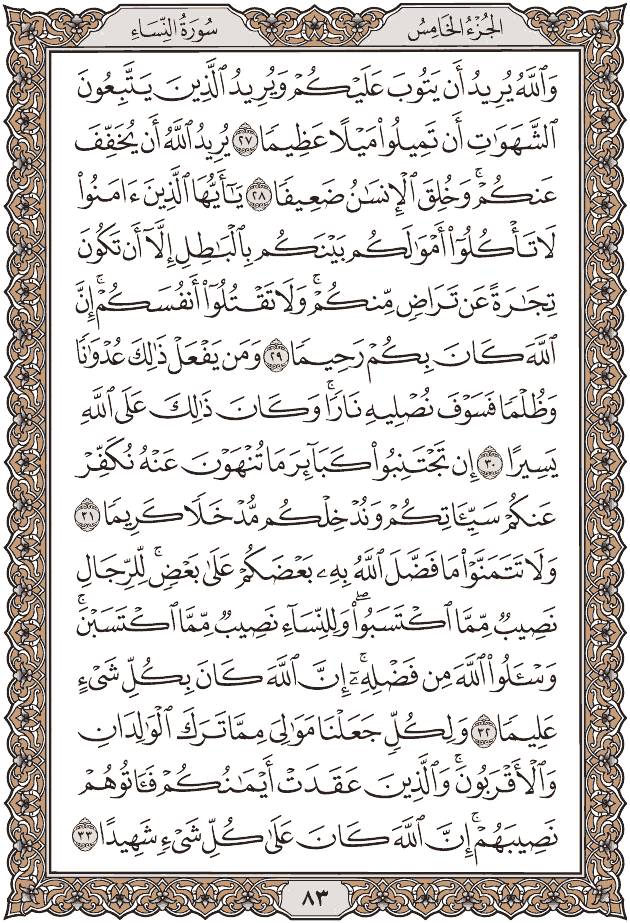 الجُزْءُ الخَامِسُ
سُورَةُ النِّسَاءِ
وَٱللَّهُ يُرِيدُ أَن يَتُوبَ عَلَيْكُمْ وَيُرِيدُ ٱلَّذِينَ يَتَّبِعُونَ
ٱلشَّهَوَٰتِ أَن تَمِيلُوا۟ مَيْلًا عَظِيمًا ٢٧ يُرِيدُ ٱللَّهُ أَن يُخَفِّفَ
عَنكُمْ ۚ وَخُلِقَ ٱلْإِنسَٰنُ ضَعِيفًا ٢٨ يَٰٓأَيُّهَا ٱلَّذِينَ ءَامَنُوا۟
لَا تَأْكُلُوٓا۟ أَمْوَٰلَكُم بَيْنَكُم بِٱلْبَٰطِلِ إِلَّآ أَن تَكُونَ
تِجَٰرَةً عَن تَرَاضٍ مِّنكُمْ ۚ وَلَا تَقْتُلُوٓا۟ أَنفُسَكُمْ ۚ إِنَّ
ٱللَّهَ كَانَ بِكُمْ رَحِيمًا ٢٩ وَمَن يَفْعَلْ ذَٰلِكَ عُدْوَٰنًا
وَظُلْمًا فَسَوْفَ نُصْلِيهِ نَارًا ۚ وَكَانَ ذَٰلِكَ عَلَى ٱللَّهِ
يَسِيرًا ٣٠ إِن تَجْتَنِبُوا۟ كَبَآئِرَ مَا تُنْهَوْنَ عَنْهُ نُكَفِّرْ
عَنكُمْ سَيِّـَٔاتِكُمْ وَنُدْخِلْكُم مُّدْخَلًا كَرِيمًا ٣١
وَلَا تَتَمَنَّوْا۟ مَا فَضَّلَ ٱللَّهُ بِهِۦ بَعْضَكُمْ عَلَىٰ بَعْضٍ ۚ لِّلرِّجَالِ
نَصِيبٌ مِّمَّا ٱكْتَسَبُوا۟ ۖ وَلِلنِّسَآءِ نَصِيبٌ مِّمَّا ٱكْتَسَبْنَ ۚ
وَسْـَٔلُوا۟ ٱللَّهَ مِن فَضْلِهِۦٓ ۗ إِنَّ ٱللَّهَ كَانَ بِكُلِّ شَىْءٍ
عَلِيمًا ٣٢ وَلِكُلٍّ جَعَلْنَا مَوَٰلِىَ مِمَّا تَرَكَ ٱلْوَٰلِدَانِ
وَٱلْأَقْرَبُونَ ۚ وَٱلَّذِينَ عَقَدَتْ أَيْمَٰنُكُمْ فَـَٔاتُوهُمْ
نَصِيبَهُمْ ۚ إِنَّ ٱللَّهَ كَانَ عَلَىٰ كُلِّ شَىْءٍ شَهِيدًا ٣٣
٨٣